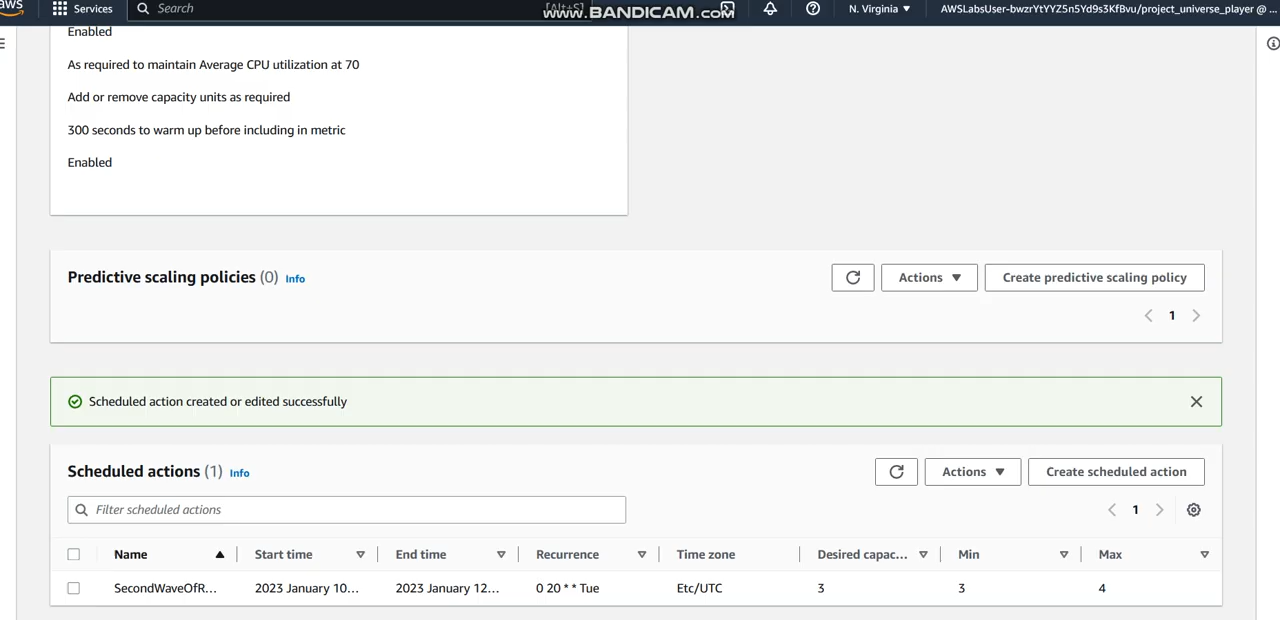 aws
Services
Search
[Alt+S]
www.BANDICAM.com
N. Virginia
AWSLabsUser-bwzrYtYYZ5n5Yd9s3KfBvu/project_universe_player @ ...
Enabled
As required to maintain Average CPU utilization at 70
Add or remove capacity units as required
300 seconds to warm up before including in metric
Enabled
Predictive scaling policies (0) Info
Actions
Create predictive scaling policy
1
Scheduled action created or edited successfully
Scheduled actions (1) Info
Actions
Create scheduled action
Filter scheduled actions
1
Name Start time End time Recurrence Time zone Desired capac... Min Max
SecondWaveOfR... 2023 January 10... 2023 January 12... 0 20 * * Tue Etc/UTC 3 3 4